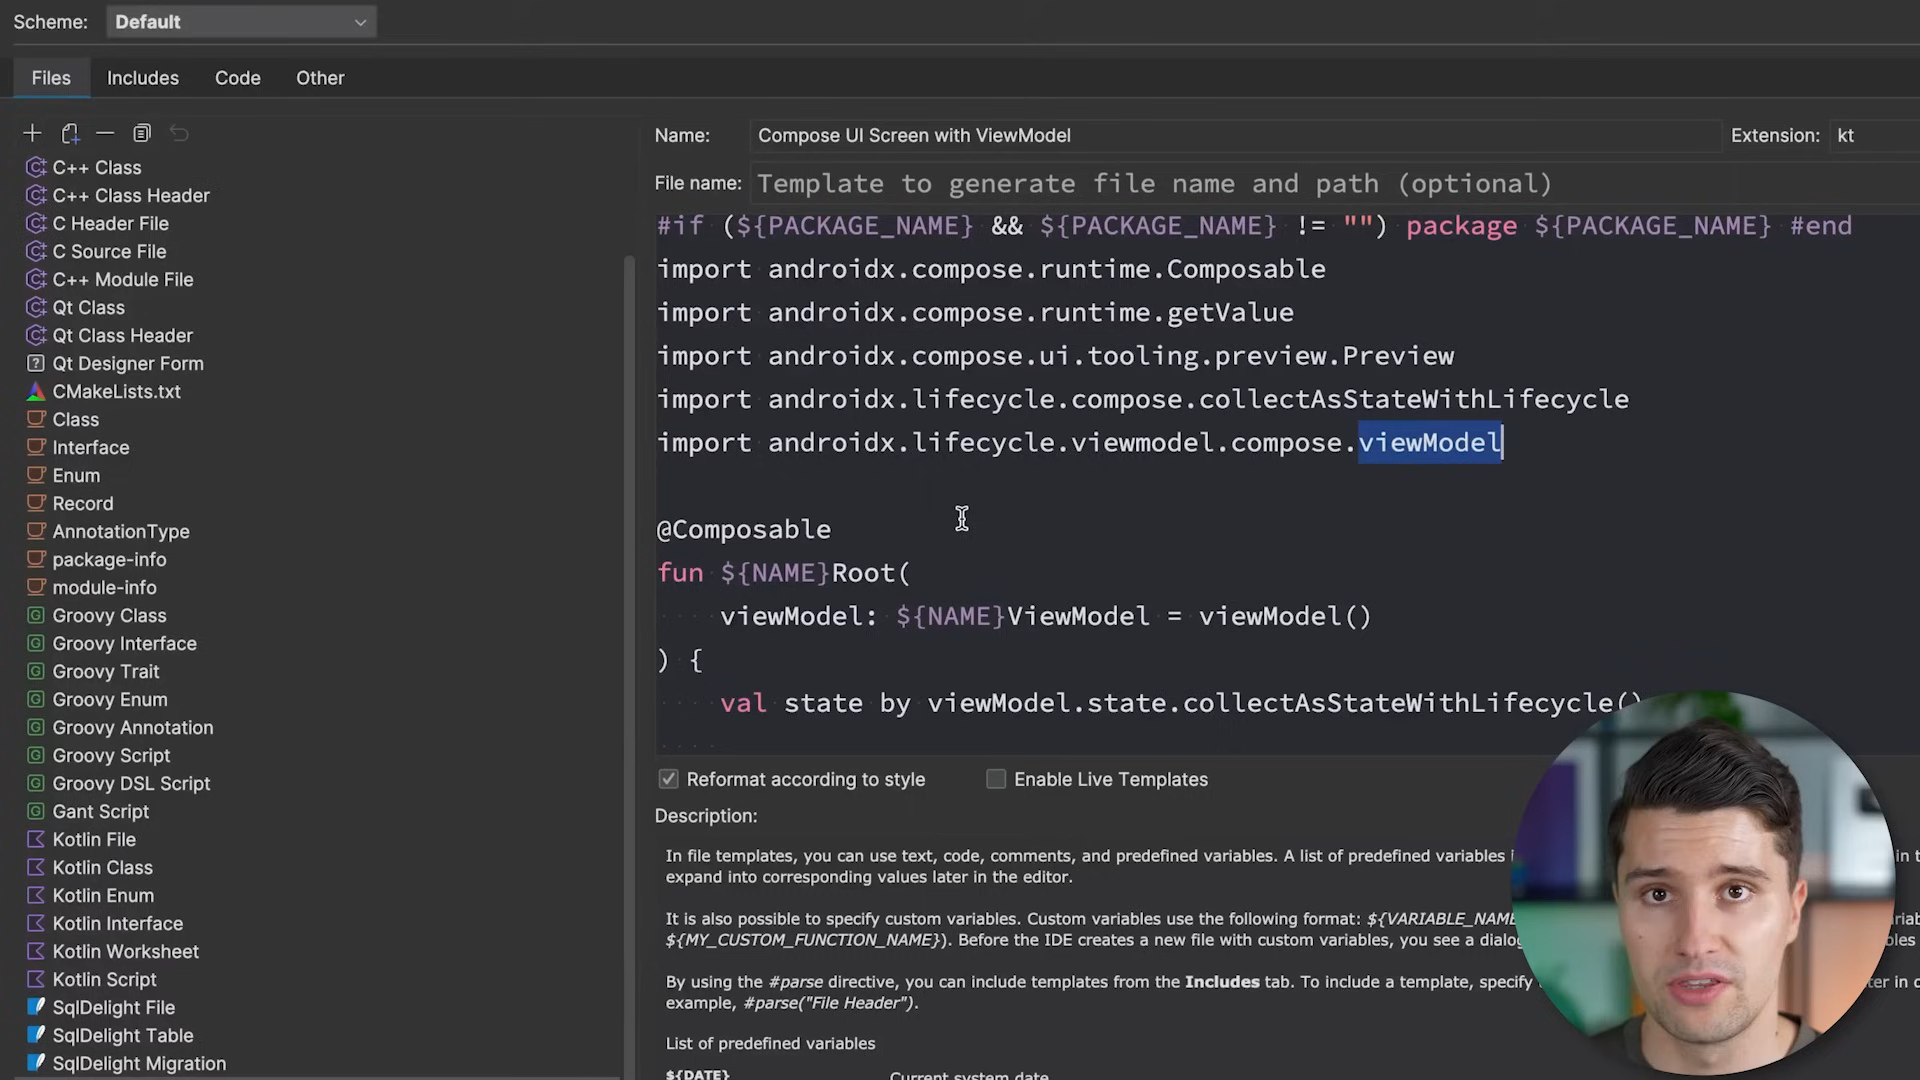 Scheme: Default
Files Includes Code Other
C++ Class
C++ Class Header
C Header File
C Source File
C++ Module File
Qt Class
Qt Class Header
Qt Designer Form
CMakeLists.txt
Class
Interface
Enum
Record
AnnotationType
package-info
module-info
Groovy Class
Groovy Interface
Groovy Trait
Groovy Enum
Groovy Annotation
Groovy Script
Groovy DSL Script
Gant Script
Kotlin File
Kotlin Class
Kotlin Enum
Kotlin Interface
Kotlin Worksheet
Kotlin Script
SqlDelight File
SqlDelight Table
SqlDelight Migration
Name: Compose UI Screen with ViewModel Extension: kt
File name: Template to generate file name and path (optional)
#if (${PACKAGE_NAME} && ${PACKAGE_NAME} != "") package ${PACKAGE_NAME} #end
import androidx.compose.runtime.Composable
import androidx.compose.runtime.getValue
import androidx.compose.ui.tooling.preview.Preview
import androidx.lifecycle.compose.collectAsStateWithLifecycle
import androidx.lifecycle.viewmodel.compose.viewModel
@Composable
fun ${NAME}Root(
viewModel: ${NAME}ViewModel = viewModel()
) {
val state by viewModel.state.collectAsStateWithLifecycle()
Reformat according to style Enable Live Templates
Description:
In file templates, you can use text, code, comments, and predefined variables. A list of predefined variables
expand into corresponding values later in the editor.
It is also possible to specify custom variables. Custom variables use the following format: ${VARIABLE_NAME
${MY_CUSTOM_FUNCTION_NAME}). Before the IDE creates a new file with custom variables, you see a dialog
By using the #parse directive, you can include templates from the Includes tab. To include a template, specify
example, #parse("File Header").
List of predefined variables
${DATE} Current system date